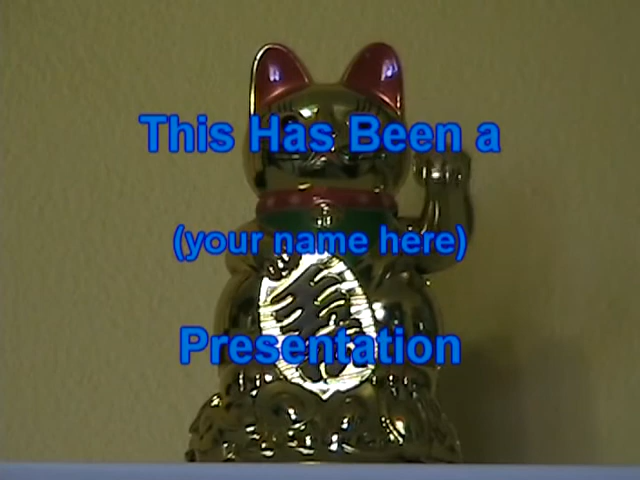 This Has Been a
(your name here)
Presentation